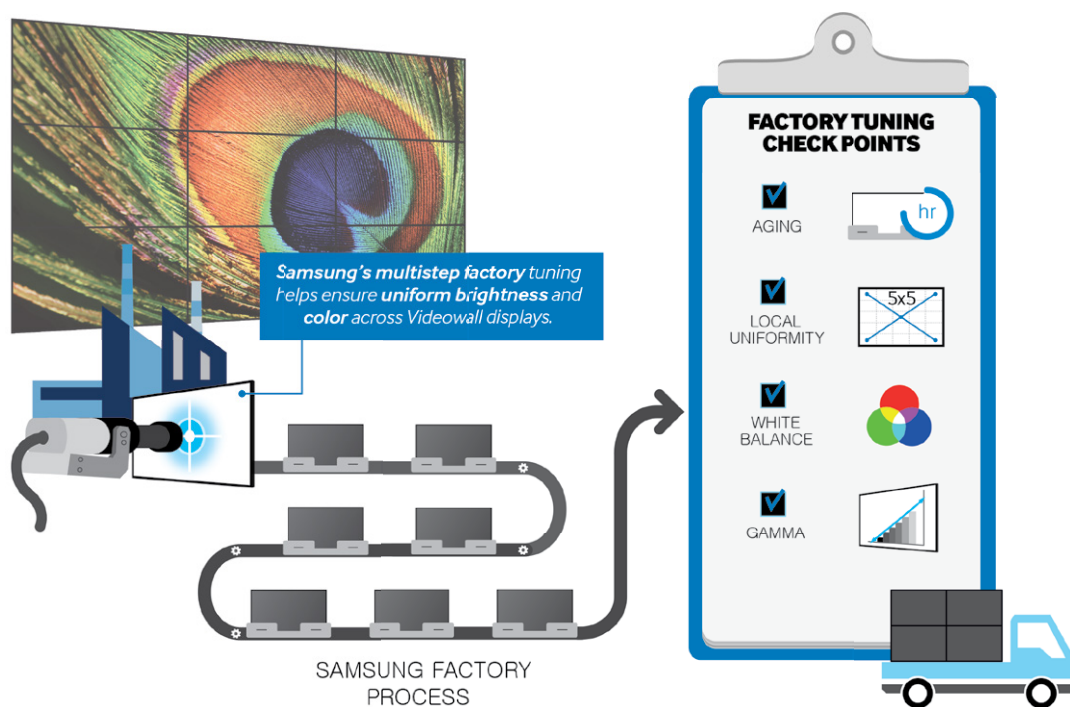 Samsung's multistep factory tuning
helps ensure uniform brightness and
color across Videowall displays.
SAMSUNG FACTORY
PROCESS
FACTORY TUNING
CHECK POINTS
AGING
hr
LOCAL
UNIFORMITY
5x5
WHITE
BALANCE
GAMMA